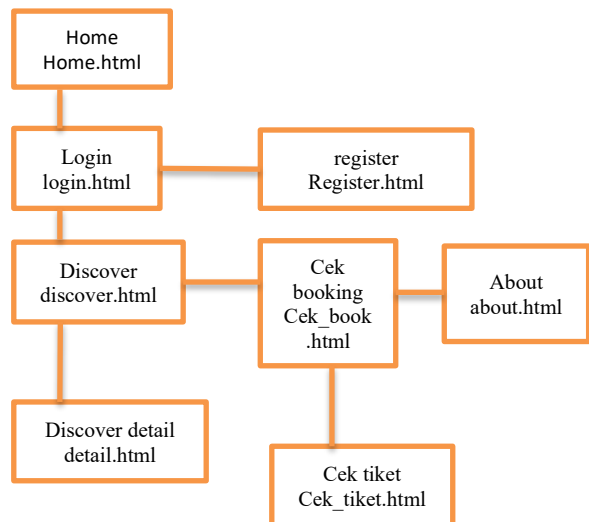 Home
Home.html
Login
login.html
register
Register.html
Discover
discover.html
Cek
booking
Cek_book
.html
About
about.html
Discover detail
detail.html
Cek tiket
Cek_tiket.html